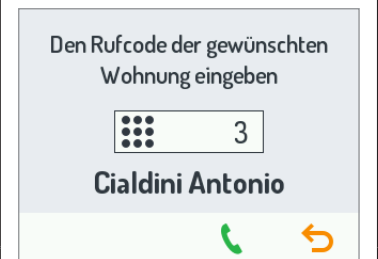 Den Rufcode der gewünschten
Wohnung eingeben
3
Cialdini Antonio